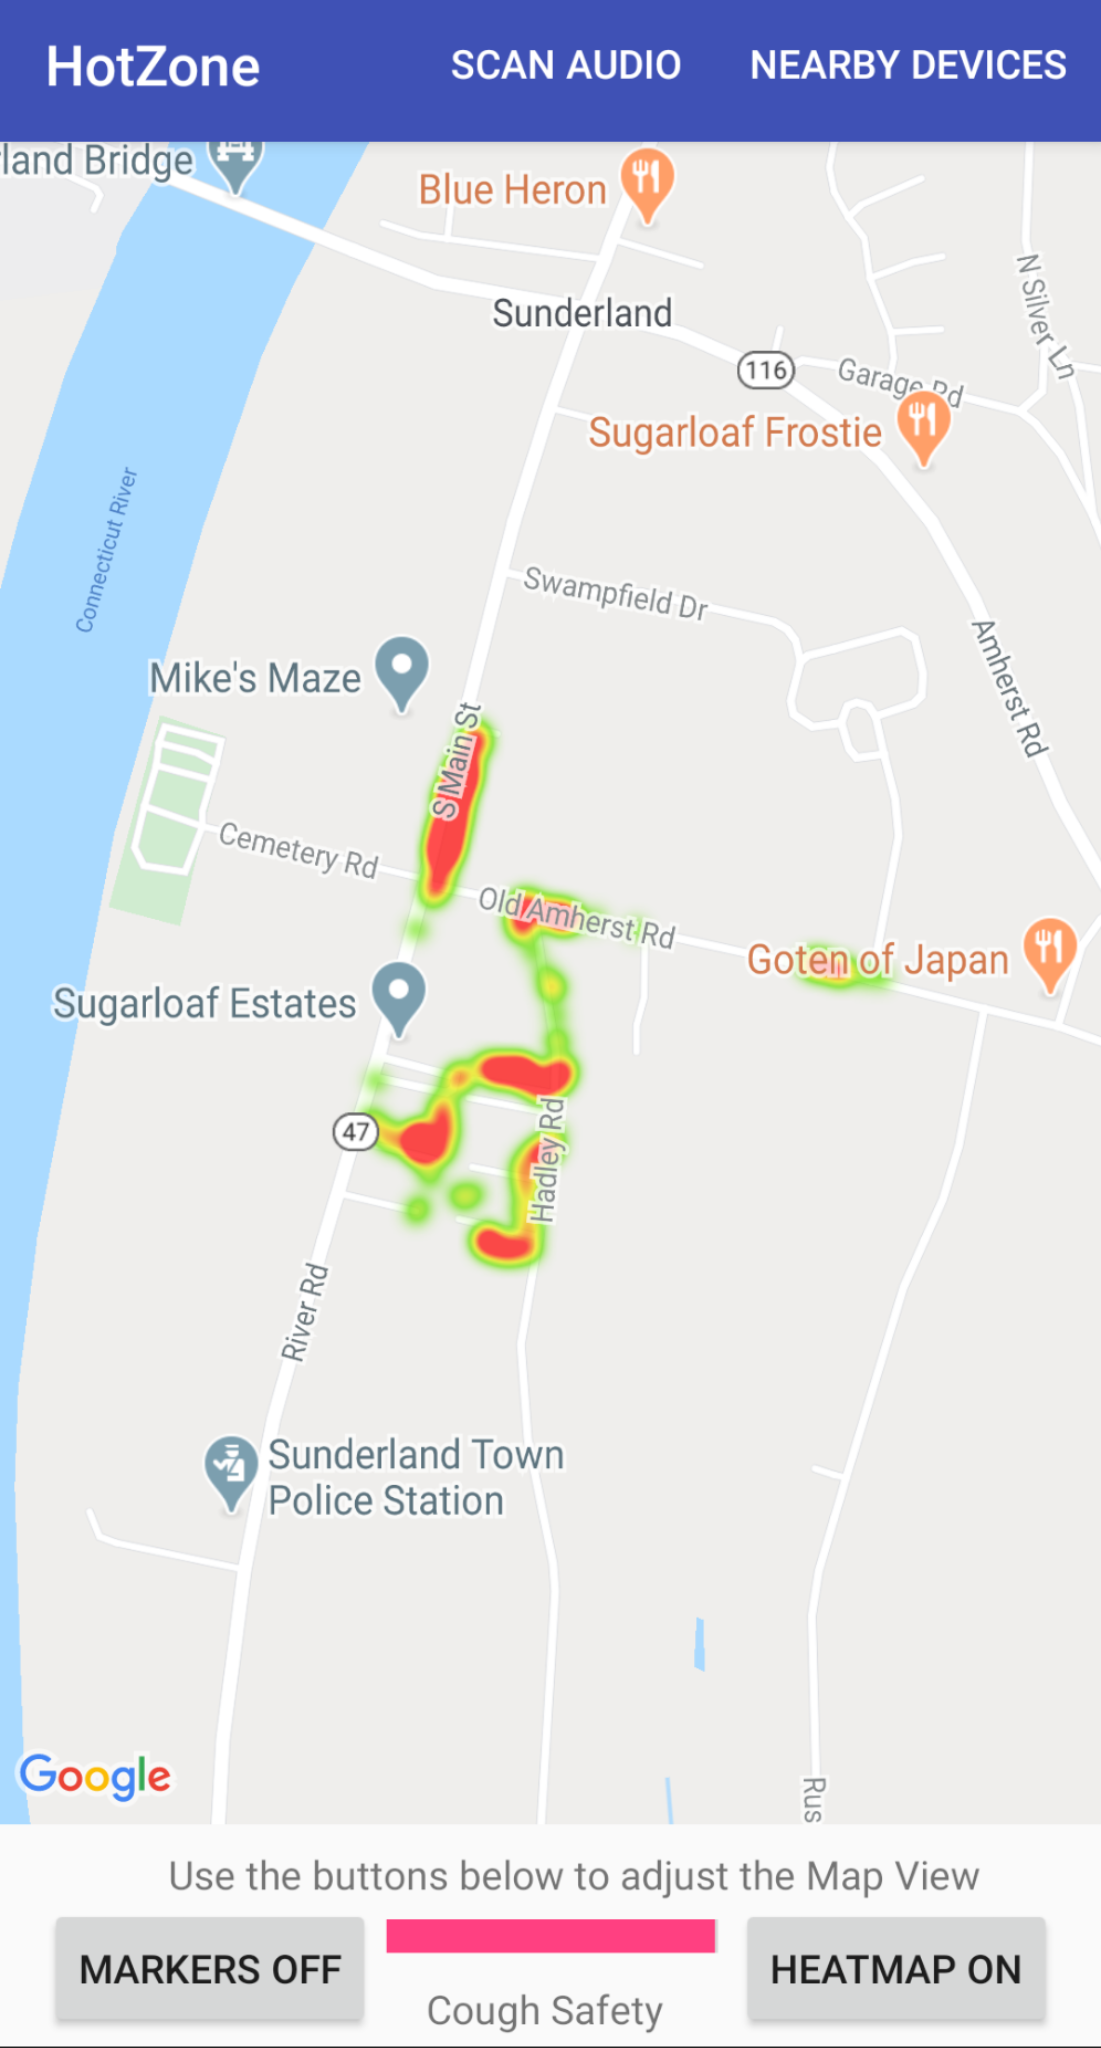 HotZone
SCAN AUDIO
NEARBY DEVICES
rland Bridge
Blue Heron
Sunderland
N Silver Ln
116
Garage Rd
Sugarloaf Frostie
Connecticut River
Swampfield Dr
Amherst Rd
Mike's Maze
S Main St
Cemetery Rd
Old Amherst Rd
Goten of Japan
Sugarloaf Estates
47
Hadley Rd
River Rd
Sunderland Town
Police Station
Rus
Google
Use the buttons below to adjust the Map View
MARKERS OFF
HEATMAP ON
Cough Safety